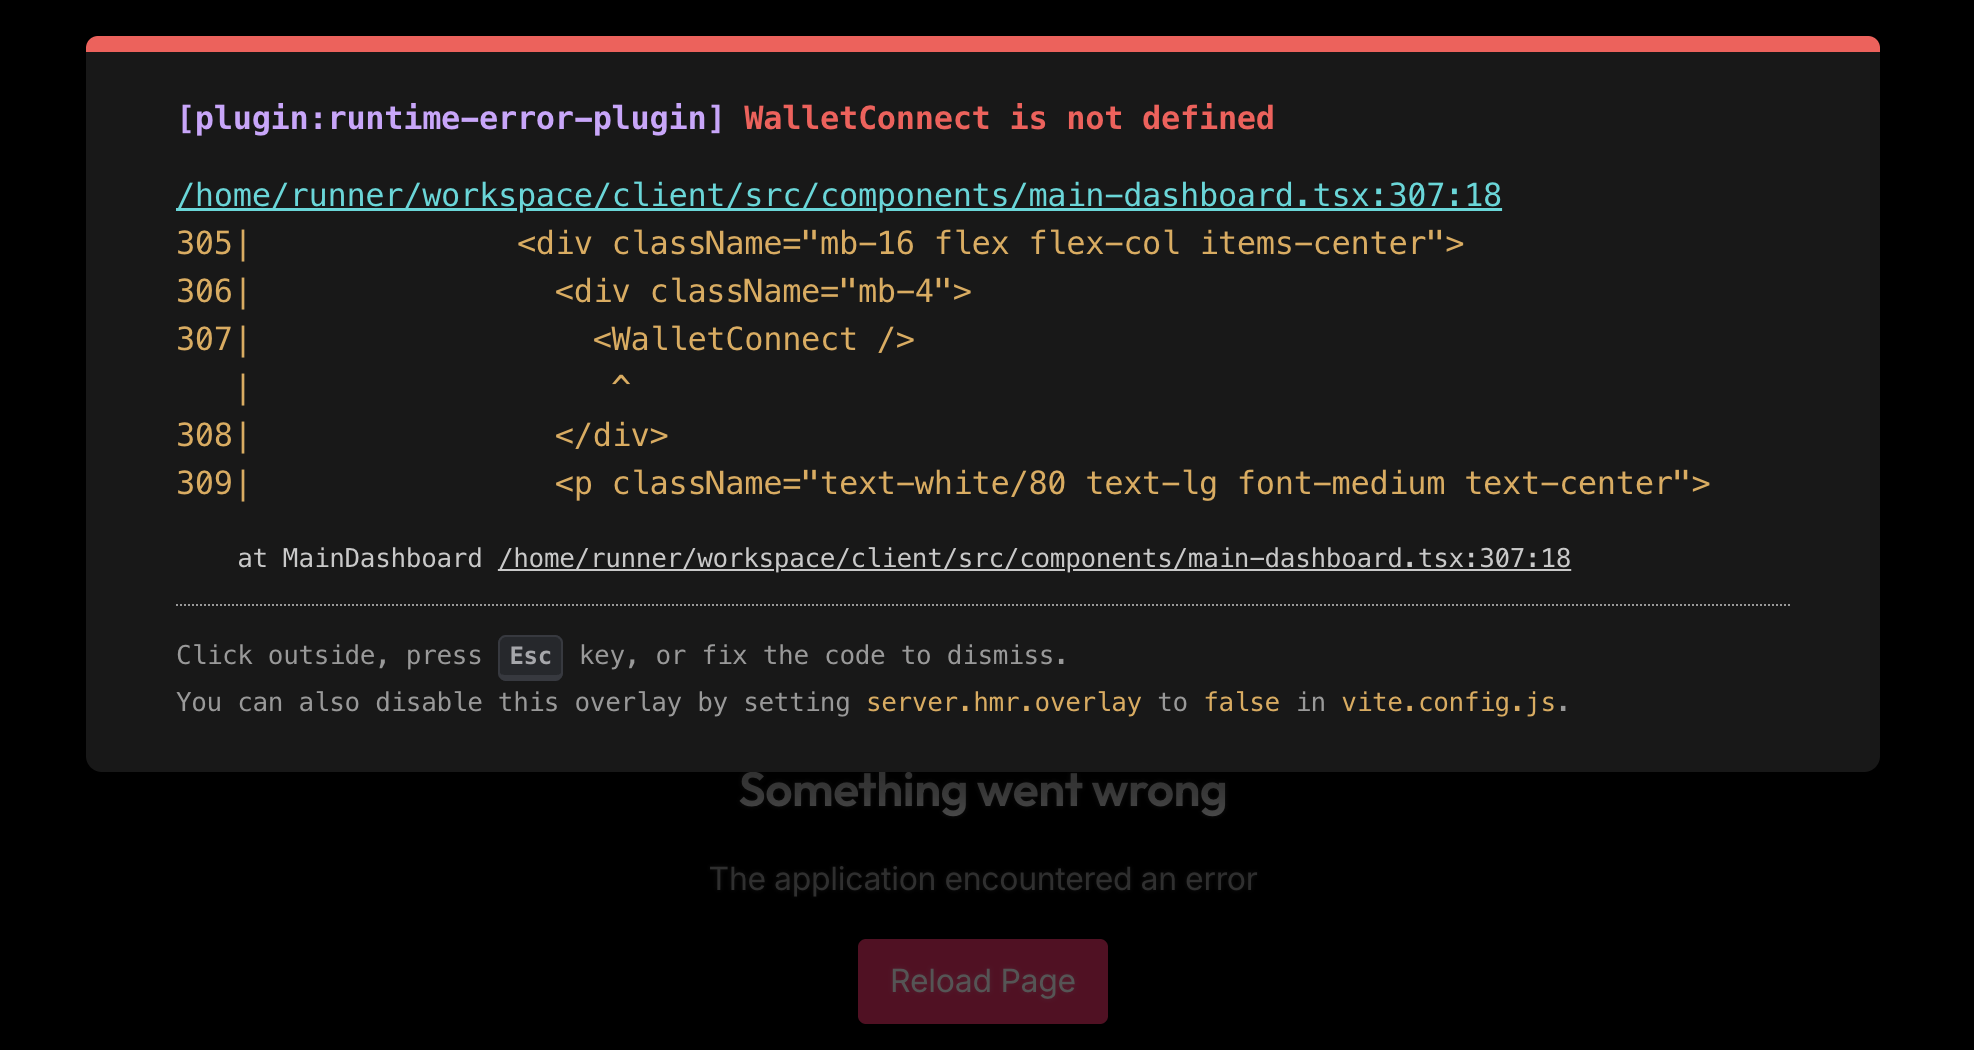 [plugin:runtime-error-plugin] WalletConnect is not defined
/home/runner/workspace/client/src/components/main-dashboard.tsx:307:18
305|              <div className="mb-16 flex flex-col items-center">
306|                <div className="mb-4">
307|                  <WalletConnect />
   |                   ^
308|                </div>
309|                <p className="text-white/80 text-lg font-medium text-center">
    at MainDashboard /home/runner/workspace/client/src/components/main-dashboard.tsx:307:18
Click outside, press Esc key, or fix the code to dismiss.
You can also disable this overlay by setting server.hmr.overlay to false in vite.config.js.
Something went wrong
The application encountered an error
Reload Page